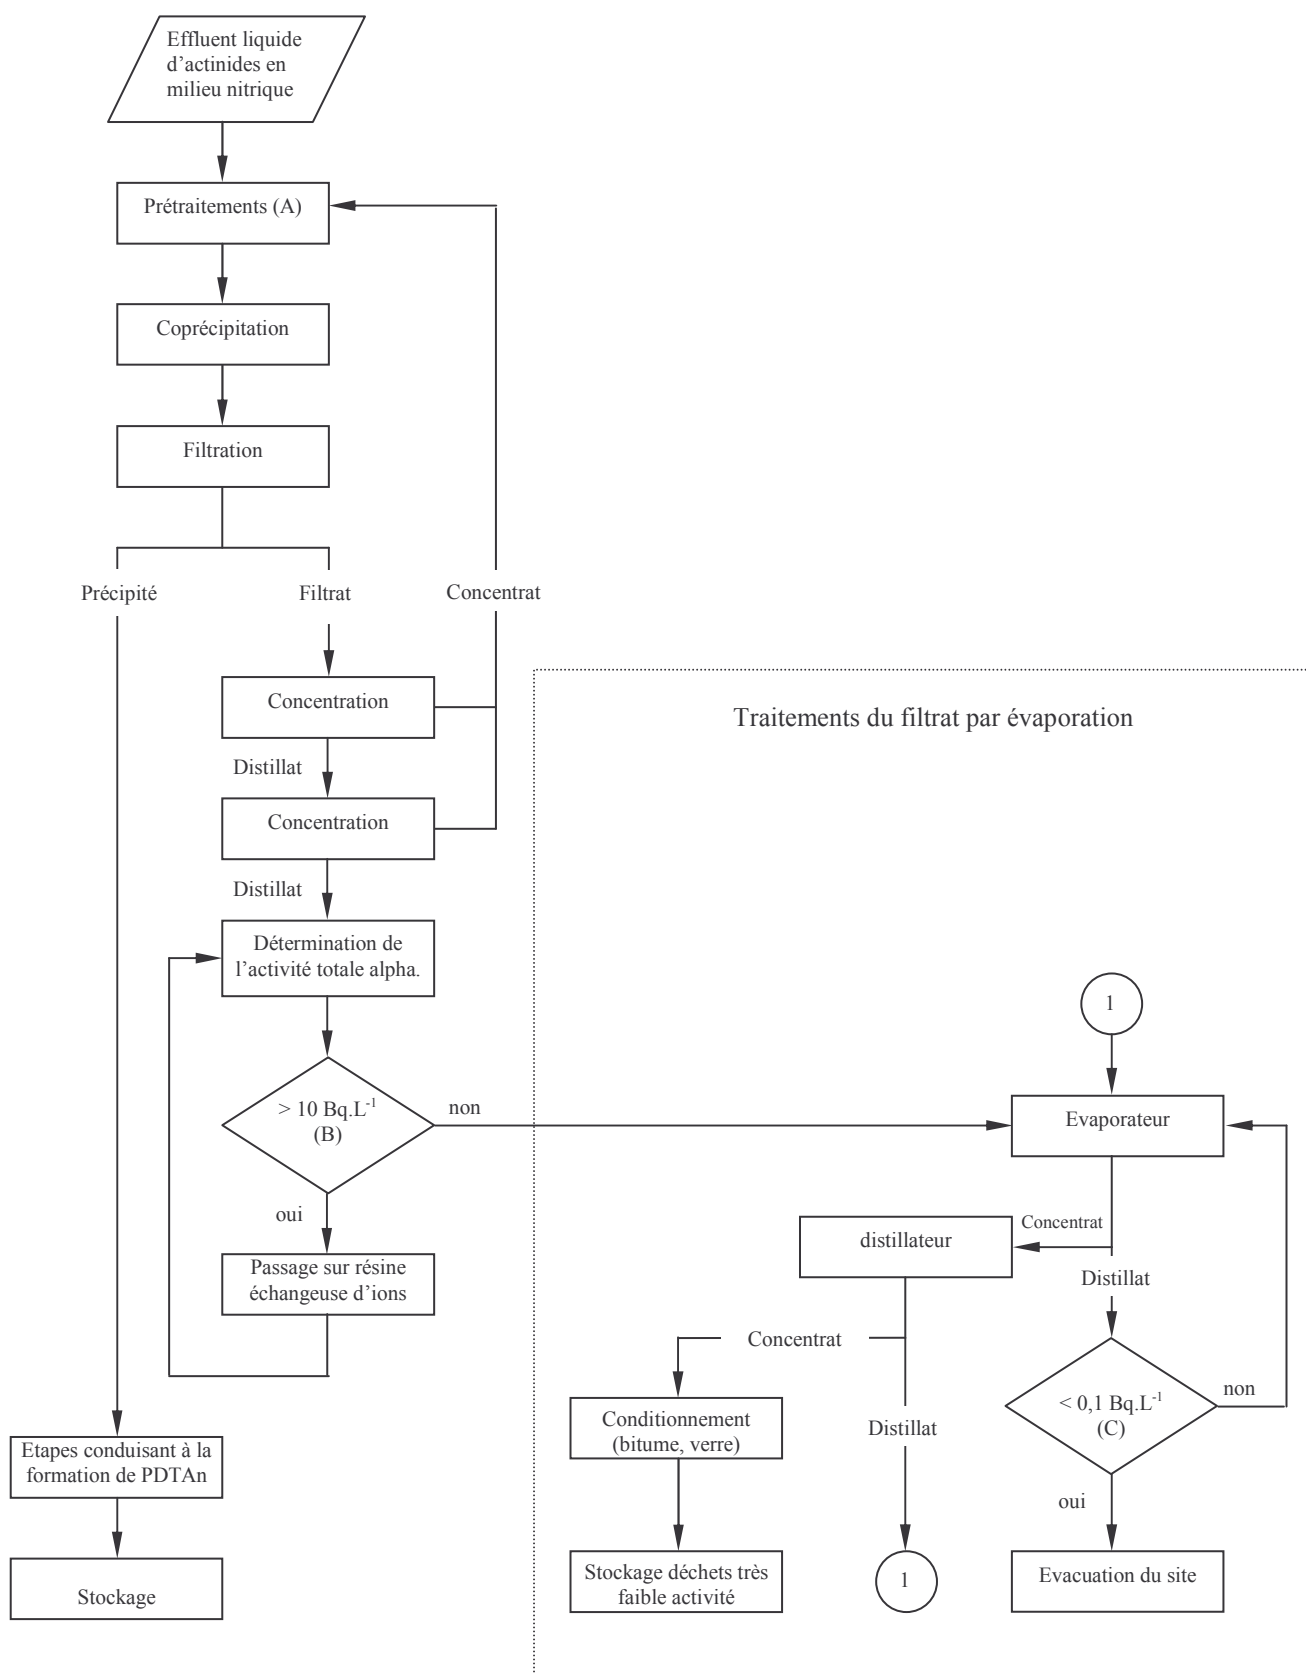 Effluent liquide
d'actinides en
milieu nitrique
Prétraitements (A)
Coprécipitation
Filtration
Précipité
Filtrat
Concentrat
Concentration
Traitements du filtrat par évaporation
Distillat
Concentration
Distillat
Détermination de
l'activité totale alpha.
1
> 10 Bq.L-1
(B)
non
Evaporateur
oui
Concentrat
distillateur
Passage sur résine
échangeuse d'ions
Distillat
Concentrat
< 0,1 Bq.L-1
(C)
non
Conditionnement
(bitume, verre)
Distillat
Etapes conduisant à la
formation de PDTAn
oui
Stockage
Stockage déchets très
faible activité
1
Evacuation du site